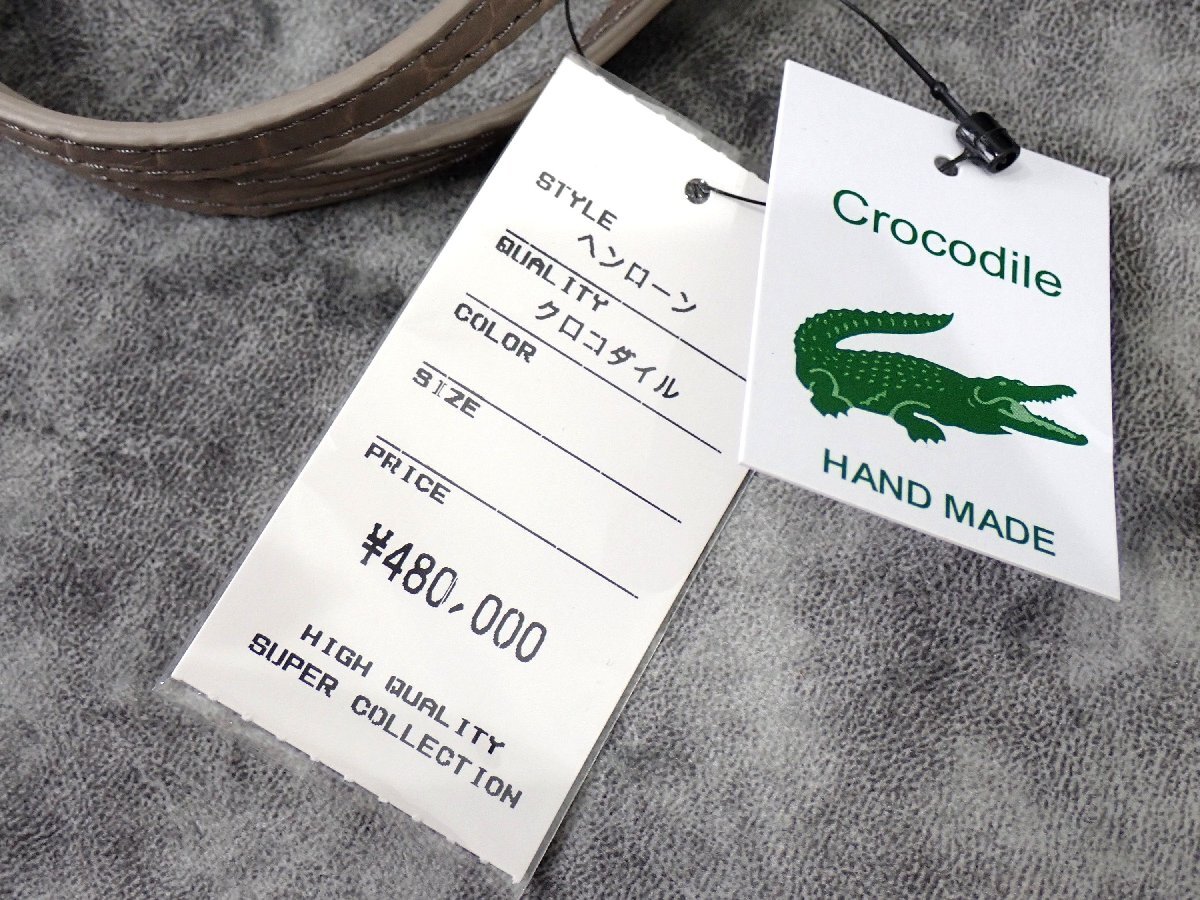 STYLE
ヘンローン
QUALITY
クロコダイル
COLOR
SIZE
PRICE
¥480,000
HIGH QUALITY
SUPER COLLECTION
Crocodile
HAND MADE